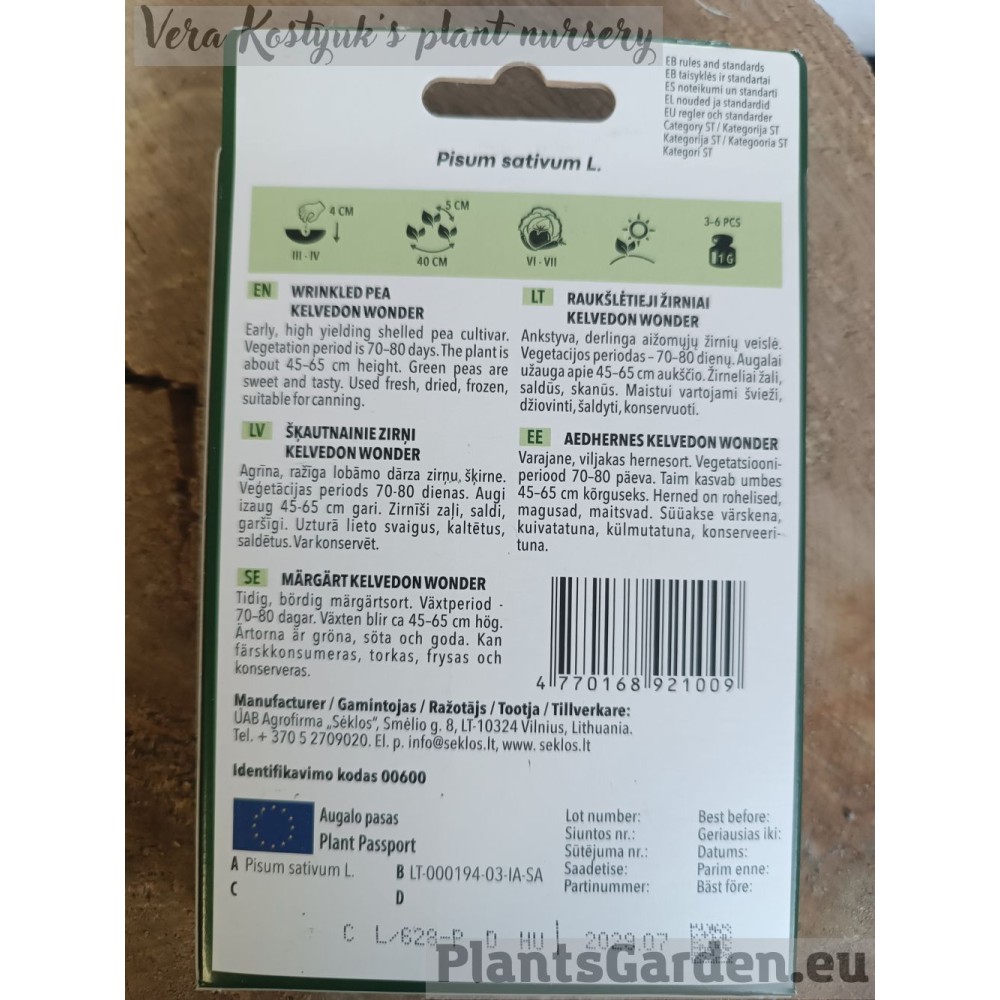 Vera Kostyuk's plant nursery
EB rules and standards
EB taisyklės ir standartai
ES noteikumi un standarti
EL nouded ja standardid
EU regler och standarder
Category ST / Kategorija ST
Kategorija ST / Kategooria ST
Kategori ST
Pisum sativum L.
4 CM
III - IV
5 CM
40 CM
VI - VII
3-6 PCS
1 G
EN WRINKLED PEA
KELVEDON WONDER
Early, high yielding shelled pea cultivar.
Vegetation period is 70–80 days. The plant is
about 45–65 cm height. Green peas are
sweet and tasty. Used fresh, dried, frozen,
suitable for canning.
LT RAUKŠLĖTIEJI ŽIRNIAI
KELVEDON WONDER
Ankstyva, derlinga aižomųjų žirnių veislė.
Vegetacijos periodas – 70–80 dienų. Augalai
užauga apie 45–65 cm aukščio. Žirneliai žali,
saldūs, skanūs. Maistui vartojami švieži,
džiovinti, šaldyti, konservuoti.
LV ŠĶAUTNAINIE ZIRŅI
KELVEDON WONDER
Agrīna, ražīga lobāmo dārza zirņu, šķirne.
Veģetācijas periods 70-80 dienas. Augi
izaug 45-65 cm gari. Zirnīši zaļi, saldi,
garšīgi. Uzturā lieto svaigus, kaltētus,
saldētus. Var konservēt.
EE AEDHERNES KELVEDON WONDER
Varajane, viljakas hernesort. Vegetatsiooni-
periood 70–80 päeva. Taim kasvab umbes
45–65 cm kõrguseks. Herned on rohelised,
magusad, maitsvad. Süüakse värskena,
kuivatatuna, külmutatuna, konserveeri-
tuna.
SE MÄRGÄRT KELVEDON WONDER
Tidig, bördig märgärtsort. Växtperiod -
70–80 dagar. Växten blir ca 45–65 cm hög.
Ärtorna är gröna, söta och goda. Kan
färskkonsumeras, torkas, frysas och
konserveras.
4 770168 921009
Manufacturer / Gamintojas / Ražotājs / Tootja / Tillverkare:
UAB Agrofirma „Sėklos", Smėlio g. 8, LT-10324 Vilnius, Lithuania.
Tel. + 370 5 2709020. El. p. info@seklos.lt, www. seklos.lt
Identifikavimo kodas 00600
Augalo pasas
Plant Passport
A Pisum sativum L.
B LT-000194-03-IA-SA
C
D
Lot number:
Siuntos nr.:
Sūtējuma nr.:
Saadetise:
Partinummer:
Best before:
Geriausias iki:
Datums:
Parim enne:
Bäst före:
C L/628-P D HU
PlantsGarden.eu